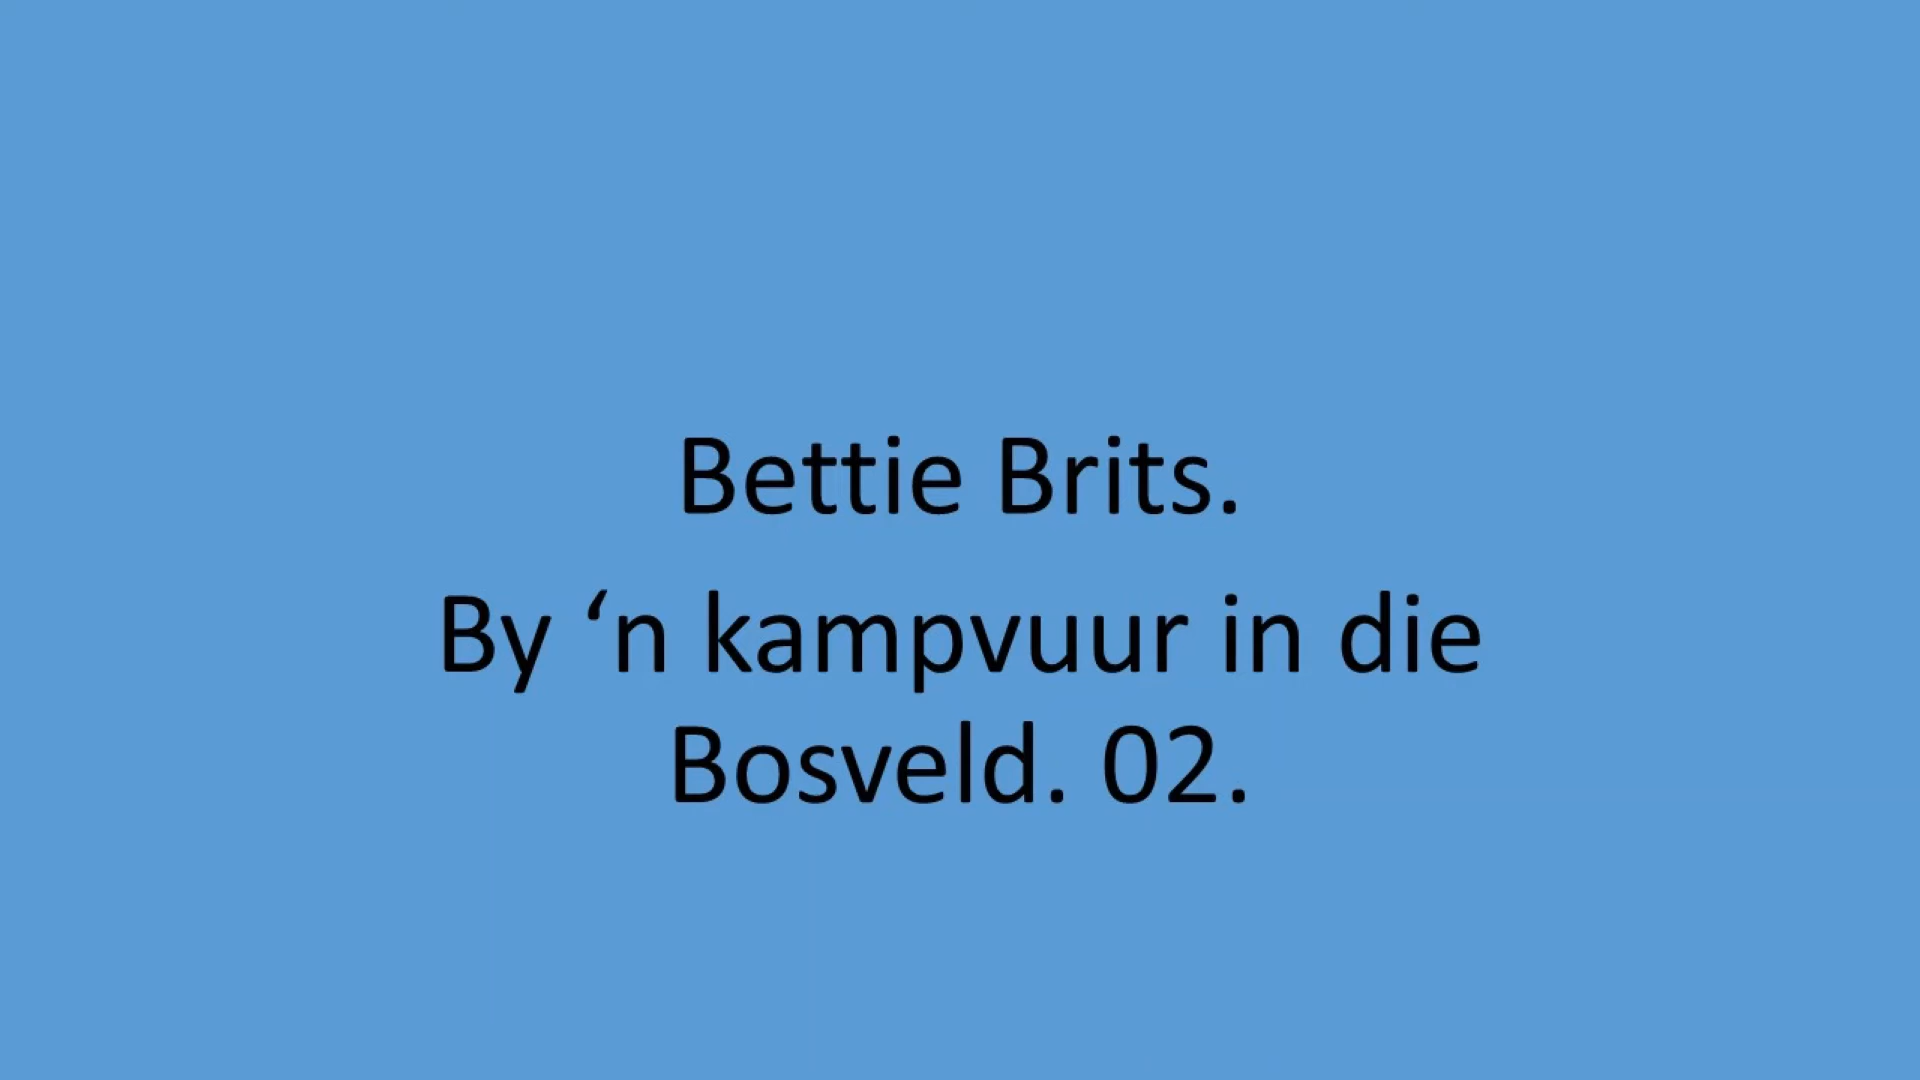 Bettie Brits.
By ‘n kampvuur in die
Bosveld. 02.